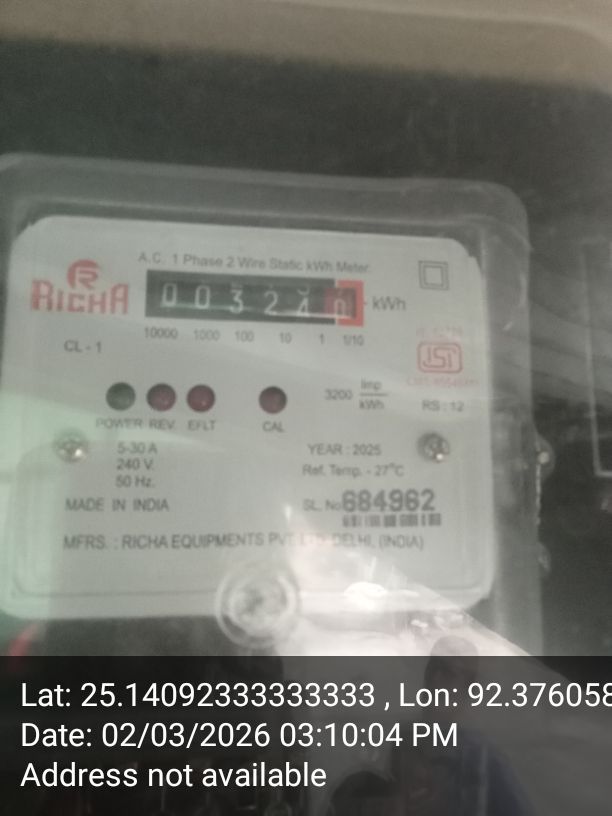 A.C. 1 Phase 2 Wire Static kWh Meter.
RICHA
0 0 3 2 4 0 kWh
10000 1000 100 10 1 1/10
CL - 1
ISI
3200 Imp/kWh
RS : 12
POWER REV. EFLT CAL
5-30 A
240 V.
50 Hz.
YEAR : 2025
Ref. Temp. - 27°C
MADE IN INDIA
SL. No 684962
MFRS. : RICHA EQUIPMENTS PVT. LTD. DELHI, (INDIA)
Lat: 25.14092333333333 , Lon: 92.376058
Date: 02/03/2026 03:10:04 PM
Address not available